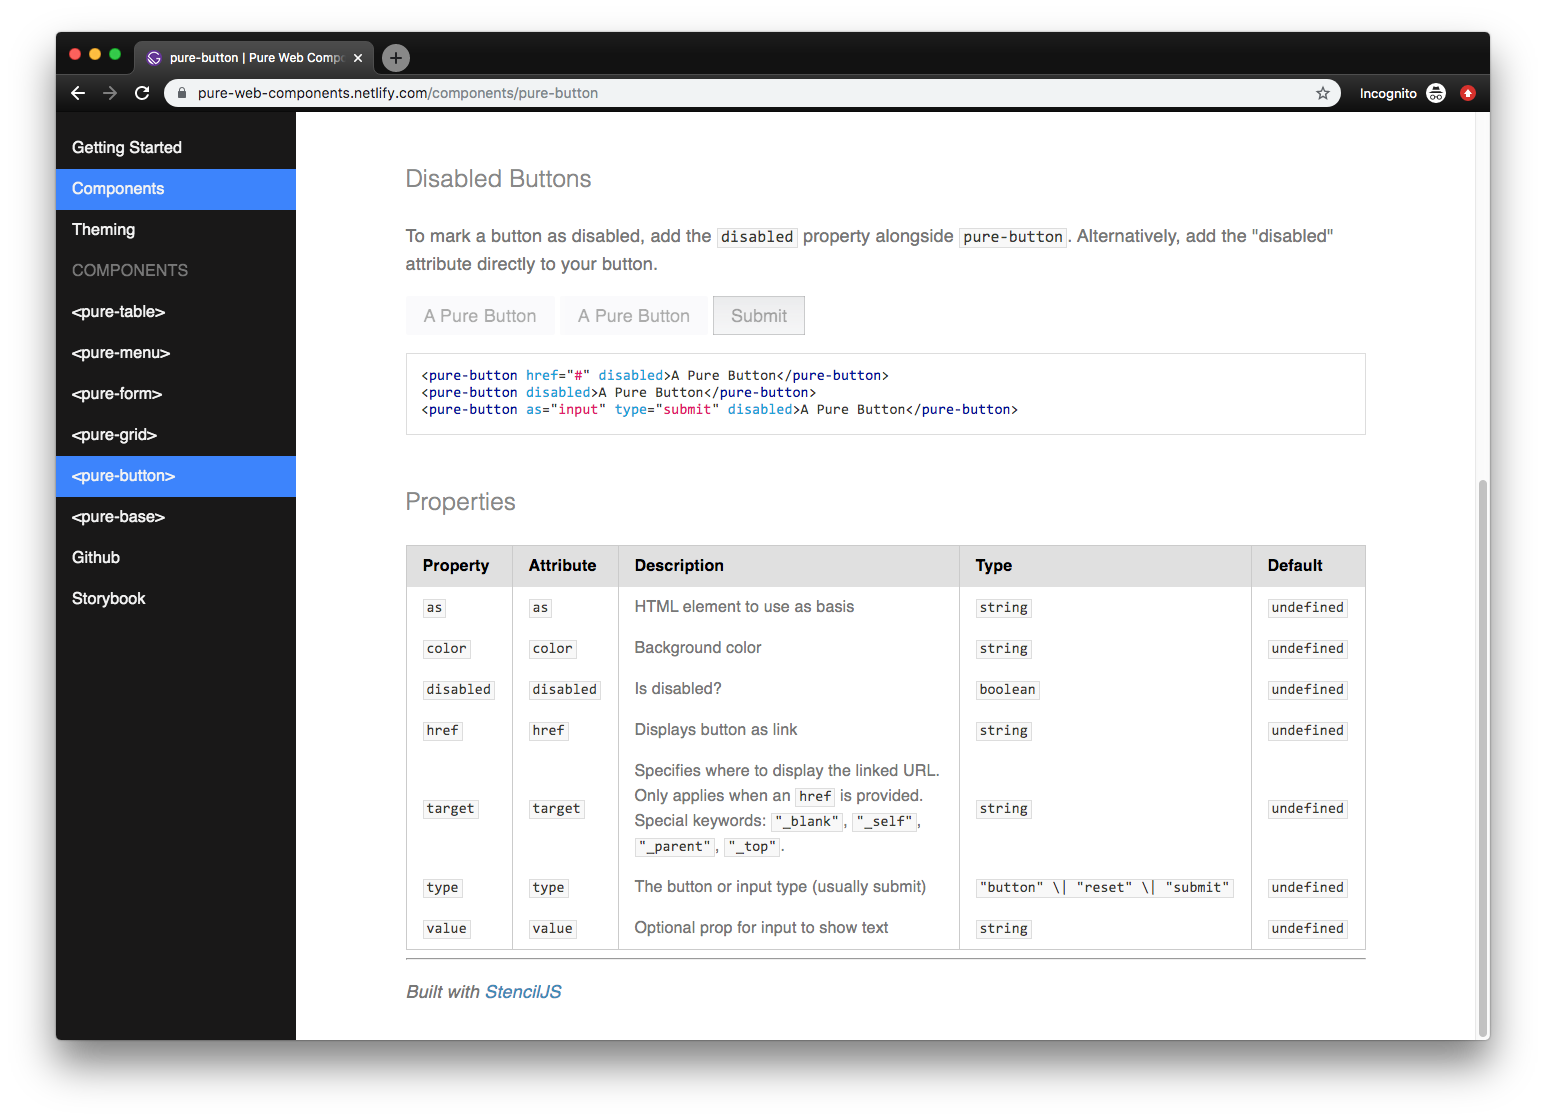 pure-button | Pure Web Comp
pure-web-components.netlify.com/components/pure-button
Incognito
Getting Started
Components
Theming
COMPONENTS
<pure-table>
<pure-menu>
<pure-form>
<pure-grid>
<pure-button>
<pure-base>
Github
Storybook
Disabled Buttons
To mark a button as disabled, add the disabled property alongside pure-button. Alternatively, add the "disabled"
attribute directly to your button.
A Pure Button A Pure Button Submit
<pure-button href="#" disabled>A Pure Button</pure-button>
<pure-button disabled>A Pure Button</pure-button>
<pure-button as="input" type="submit" disabled>A Pure Button</pure-button>
Properties
Property Attribute Description Type Default
as as HTML element to use as basis string undefined
color color Background color string undefined
disabled disabled Is disabled? boolean undefined
href href Displays button as link string undefined
target target Specifies where to display the linked URL.
Only applies when an href is provided.
Special keywords: "_blank", "_self",
"_parent", "_top". string undefined
type type The button or input type (usually submit) "button" \| "reset" \| "submit" undefined
value value Optional prop for input to show text string undefined
Built with StencilJS